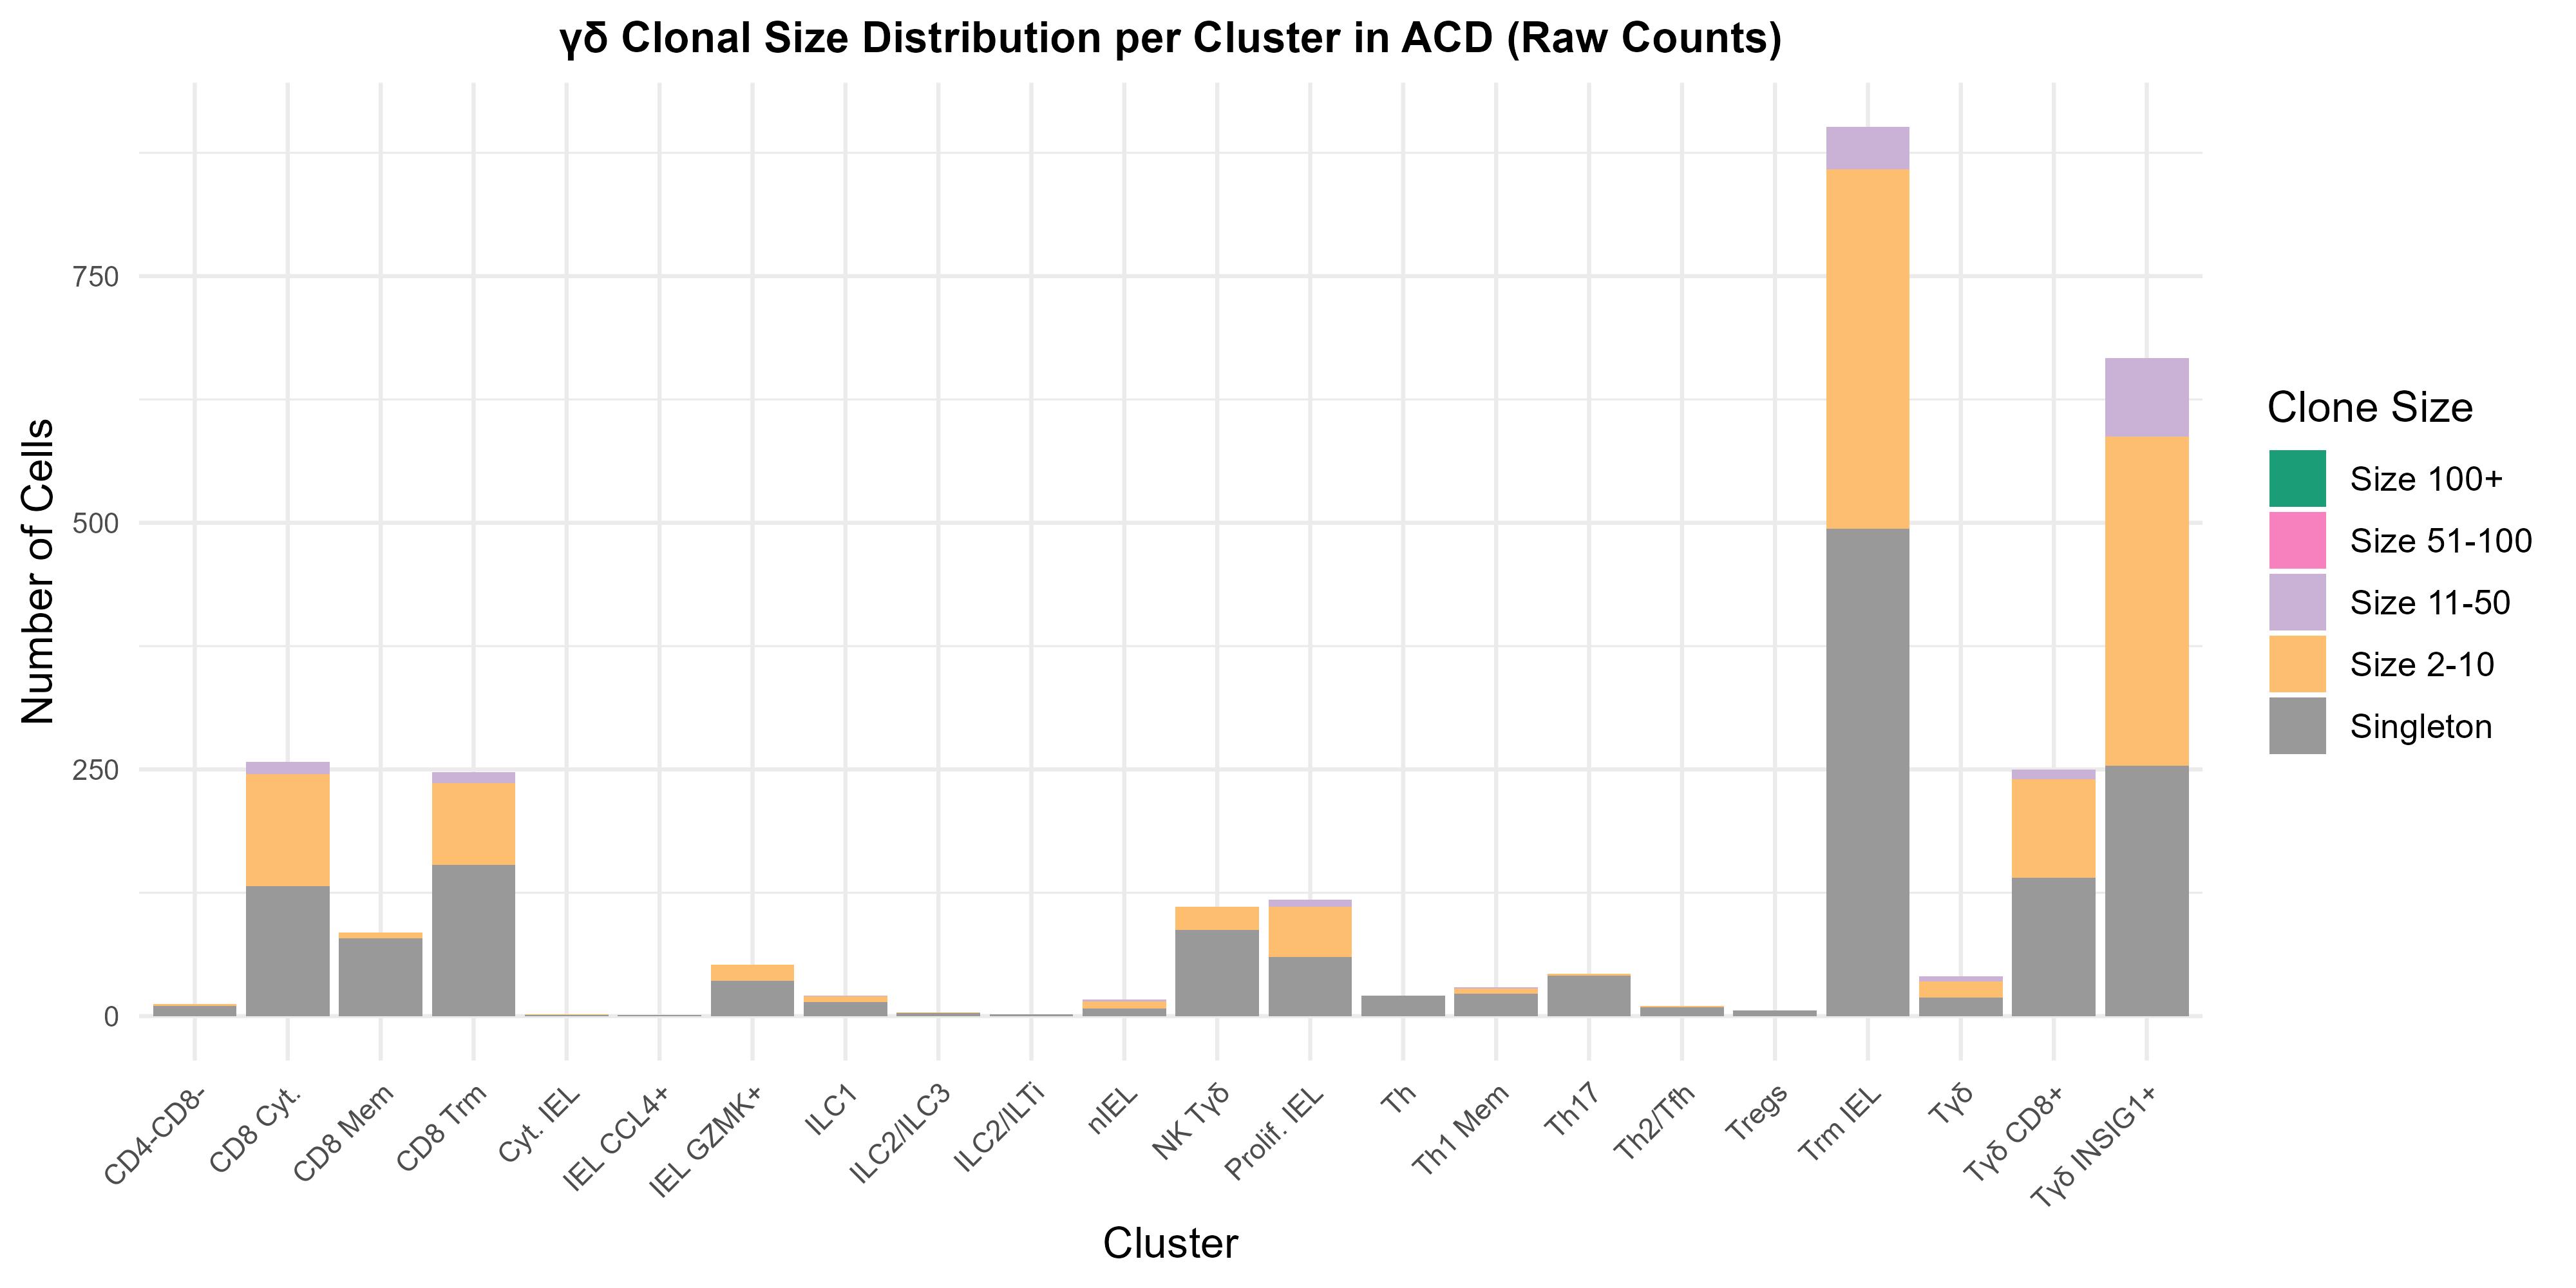 γδ Clonal Size Distribution per Cluster in ACD (Raw Counts)
Number of Cells
750
500
250
0
CD4-CD8-
CD8 Cyt.
CD8 Mem
CD8 Trm
Cyt. IEL
IEL CCL4+
IEL GZMK+
ILC1
ILC2/ILC3
ILC2/ILTi
nIEL
NK Tγδ
Prolif. IEL
Th
Th1 Mem
Th17
Th2/Tfh
Tregs
Trm IEL
Tγδ
Tγδ CD8+
Tγδ INSIG1+
Cluster
Clone Size
Size 100+
Size 51-100
Size 11-50
Size 2-10
Singleton